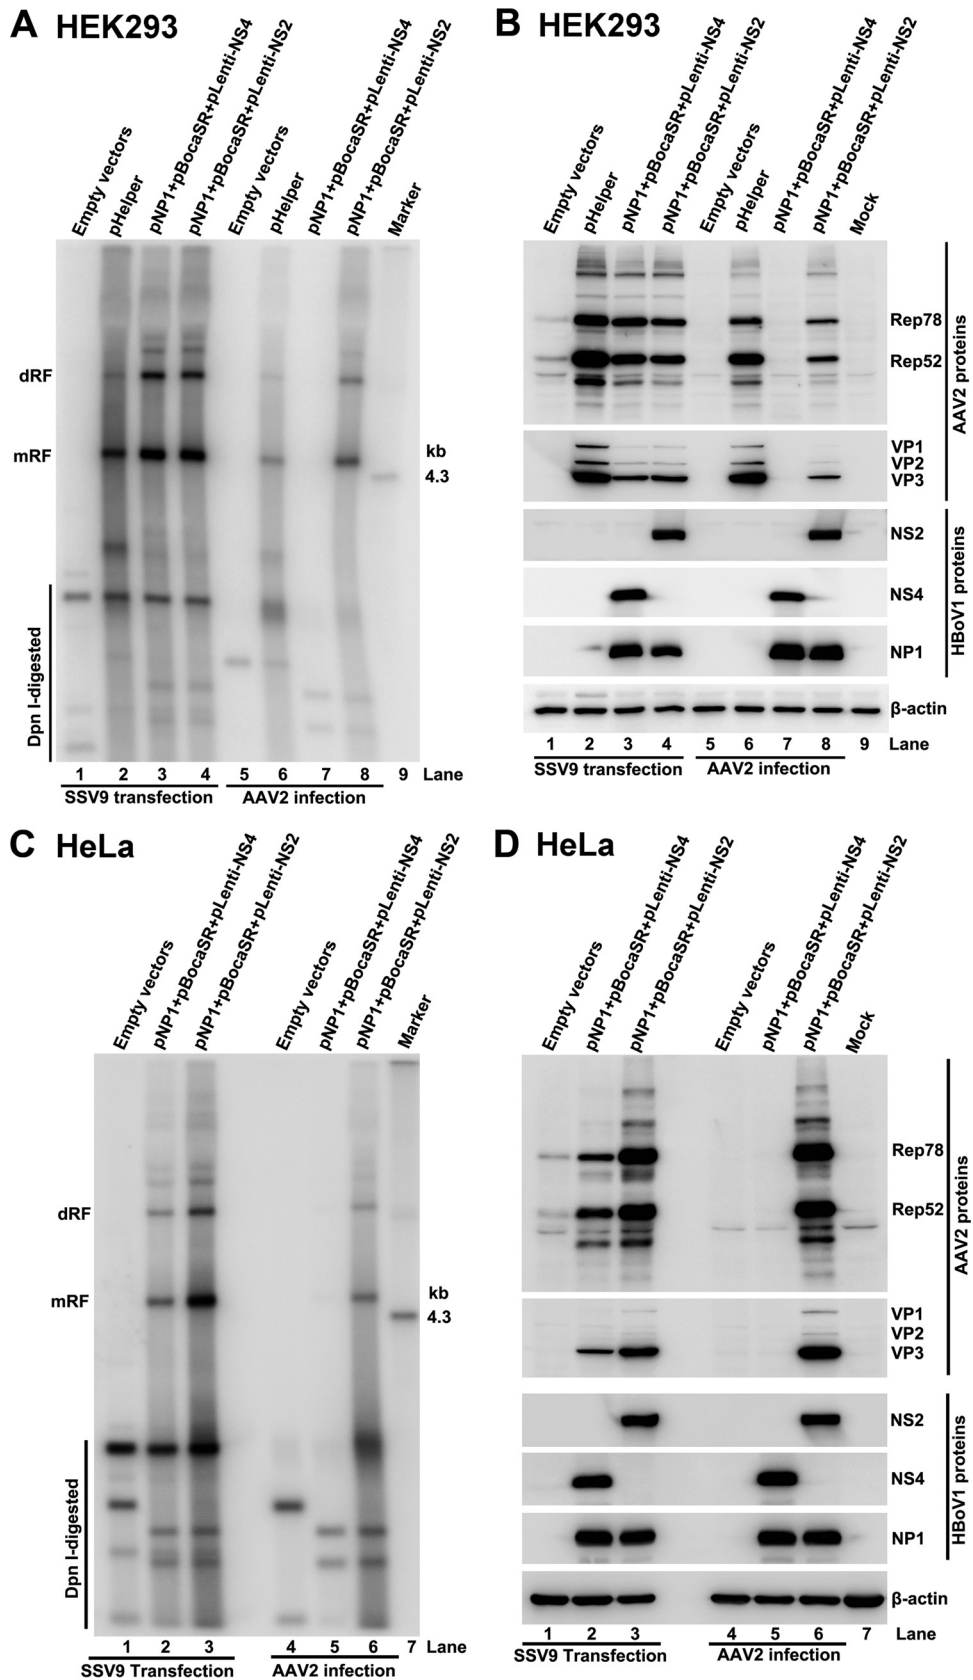 A HEK293
Empty vectors
pHelper
pNP1+pBocaSR+pLenti-NS4
pNP1+pBocaSR+pLenti-NS2
Empty vectors
pHelper
pNP1+pBocaSR+pLenti-NS4
pNP1+pBocaSR+pLenti-NS2
Marker
dRF
mRF
kb
4.3
Dpn I-digested
1 2 3 4 5 6 7 8 9 Lane
SSV9 transfection AAV2 infection
B HEK293
Empty vectors
pHelper
pNP1+pBocaSR+pLenti-NS4
pNP1+pBocaSR+pLenti-NS2
Empty vectors
pHelper
pNP1+pBocaSR+pLenti-NS4
pNP1+pBocaSR+pLenti-NS2
Mock
Rep78
Rep52
VP1
VP2
VP3
AAV2 proteins
NS2
NS4
NP1
HBoV1 proteins
β-actin
1 2 3 4 5 6 7 8 9 Lane
SSV9 transfection AAV2 infection
C HeLa
Empty vectors
pNP1+pBocaSR+pLenti-NS4
pNP1+pBocaSR+pLenti-NS2
Empty vectors
pNP1+pBocaSR+pLenti-NS4
pNP1+pBocaSR+pLenti-NS2
Marker
dRF
mRF
kb
4.3
Dpn I-digested
1 2 3 4 5 6 7 Lane
SSV9 Transfection AAV2 infection
D HeLa
Empty vectors
pNP1+pBocaSR+pLenti-NS4
pNP1+pBocaSR+pLenti-NS2
Empty vectors
pNP1+pBocaSR+pLenti-NS4
pNP1+pBocaSR+pLenti-NS2
Mock
Rep78
Rep52
VP1
VP2
VP3
AAV2 proteins
NS2
NS4
NP1
HBoV1 proteins
β-actin
1 2 3 4 5 6 7 Lane
SSV9 Transfection AAV2 infection